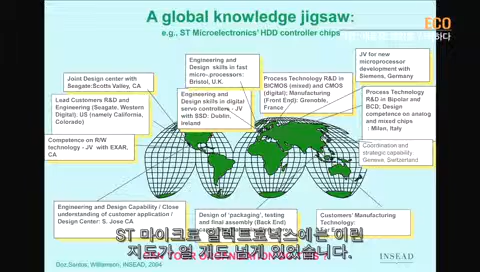 A global knowledge jigsaw:
e.g., ST Microelectronics' HDD controller chips
ECO
Joint Design center with
Seagate:Scotts Valley, CA
Engineering and
Design skills in fast
micro-.processors:
Bristol, U.K.
JV for new
microprocessor
development with
Siemens, Germany
Lead Customers R&D and
Engineering (Seagate, Western
Digital); US (namely California,
Colorado)
Engineering and Design
skills in digital
servo controllers - JV
with SSD: Dublin,
Ireland
Process Technology R&D in
BICMOS (mixed) and CMOS
(digital); Manufacturing
(Front End): Grenoble,
France
Process Technology
R&D in Bipolar and
BCD; Design
competence on analog
and mixed chips
: Milan, Italy
Competence on R/W
technology - JV with EXAR,
CA
Coordination and
strategic capability
Geneve, Switzerland
Engineering and Design Capability / Close
understanding of customer application /
Design Center: S. Jose CA
Design of 'packaging', testing
and final assembly (Back End)
Customers' Manufacturing
Technology:
ST 마이크로 일렉트로닉스에는 이런
지도가 열 개도 넘게 있었습니다.
Doz,Santos, Williamson, INSEAD, 2004
INSEAD